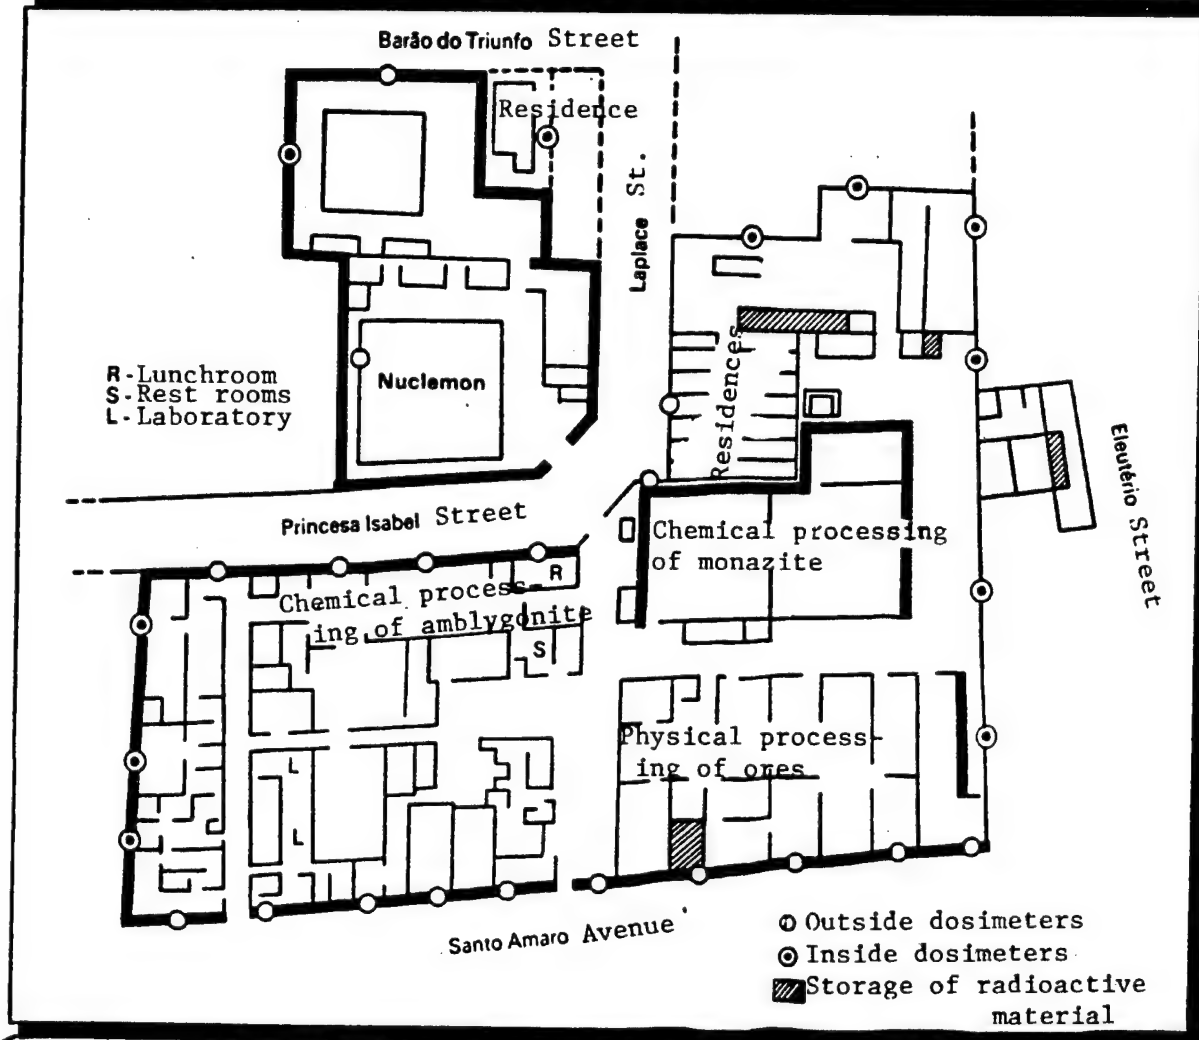 Barão do Triunfo Street
Residence
Laplace St.
R-Lunchroom
S-Rest rooms
L-Laboratory
Nuclemon
Residences
Eleutério Street
Princesa Isabel Street
Chemical processing
of monazite
R
Chemical process-
ing of amblygonite
S
L
Physical process-
ing of ores
L
Santo Amaro Avenue
Outside dosimeters
Inside dosimeters
Storage of radioactive
material